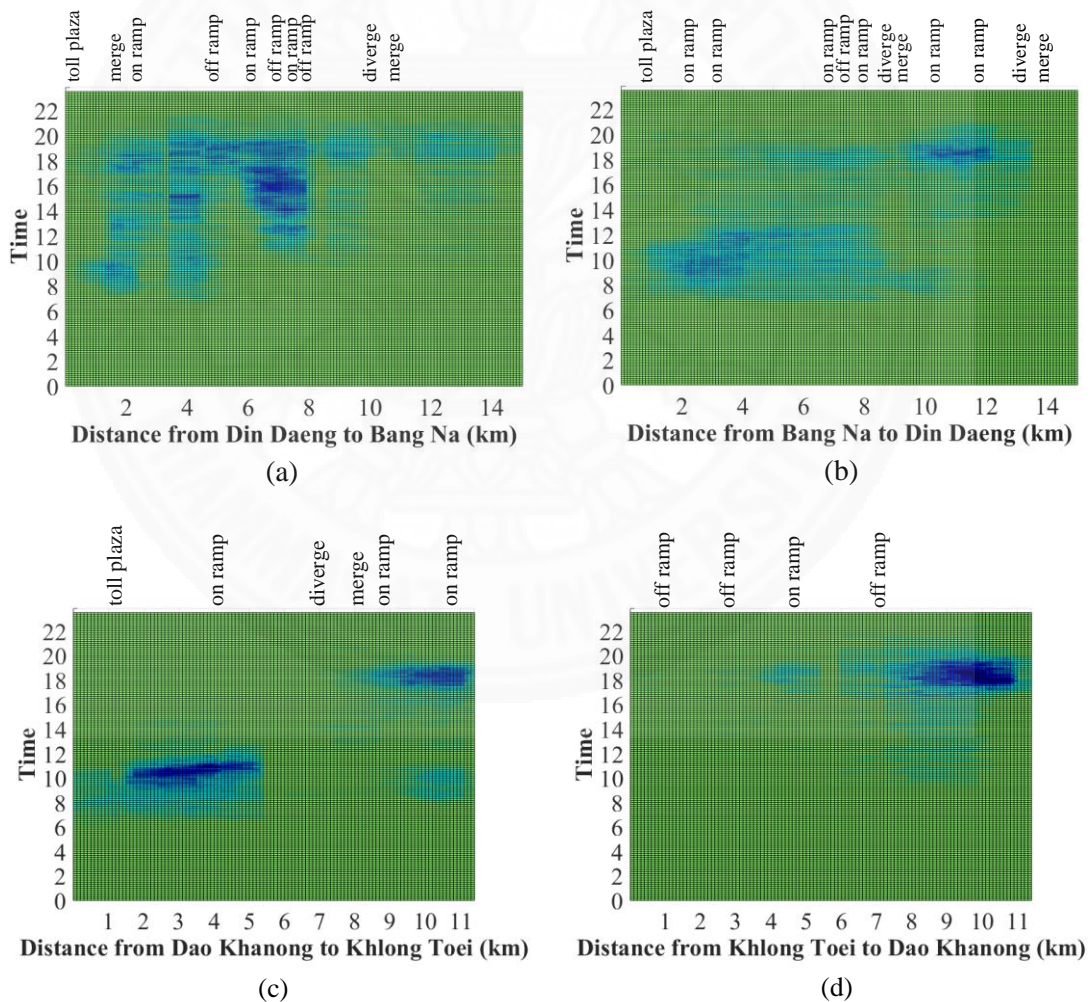 toll plaza
merge
on ramp
off ramp
on ramp
off ramp
on ramp
off ramp
diverge
merge
22
20
18
16
14
12
10
8
6
4
2
0
Time
2 4 6 8 10 12 14
Distance from Din Daeng to Bang Na (km)
(a)
toll plaza
on ramp
on ramp
on ramp
off ramp
on ramp
diverge
merge
on ramp
on ramp
diverge
merge
22
20
18
16
14
12
10
8
6
4
2
0
Time
2 4 6 8 10 12 14
Distance from Bang Na to Din Daeng (km)
(b)
toll plaza
on ramp
diverge
merge
on ramp
on ramp
22
20
18
16
14
12
10
8
6
4
2
0
Time
1 2 3 4 5 6 7 8 9 10 11
Distance from Dao Khanong to Khlong Toei (km)
(c)
off ramp
off ramp
on ramp
off ramp
22
20
18
16
14
12
10
8
6
4
2
0
Time
1 2 3 4 5 6 7 8 9 10 11
Distance from Khlong Toei to Dao Khanong (km)
(d)